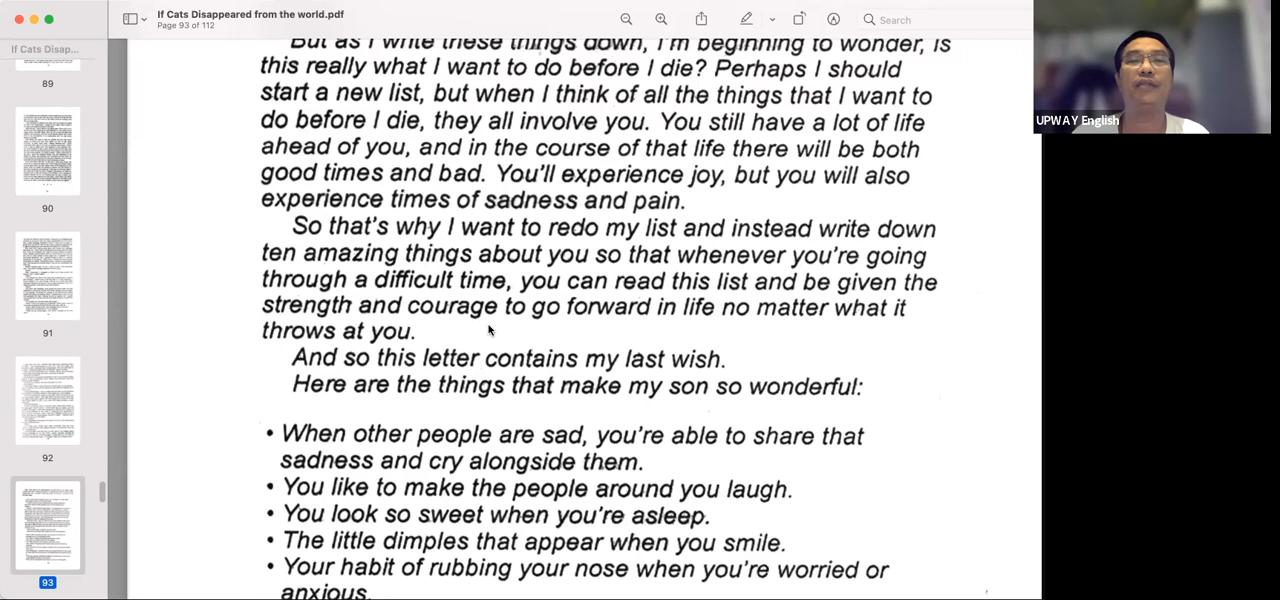 If Cats Disappeared from the world.pdf
Page 93 of 112
Search
If Cats Disap...
89
90
91
92
93
But as I write these things down, I'm beginning to wonder, is
this really what I want to do before I die? Perhaps I should
start a new list, but when I think of all the things that I want to
do before I die, they all involve you. You still have a lot of life
ahead of you, and in the course of that life there will be both
good times and bad. You'll experience joy, but you will also
experience times of sadness and pain.
So that's why I want to redo my list and instead write down
ten amazing things about you so that whenever you're going
through a difficult time, you can read this list and be given the
strength and courage to go forward in life no matter what it
throws at you.
And so this letter contains my last wish.
Here are the things that make my son so wonderful:
• When other people are sad, you're able to share that
sadness and cry alongside them.
• You like to make the people around you laugh.
• You look so sweet when you're asleep.
• The little dimples that appear when you smile.
• Your habit of rubbing your nose when you're worried or
anxious.
UPWAY English